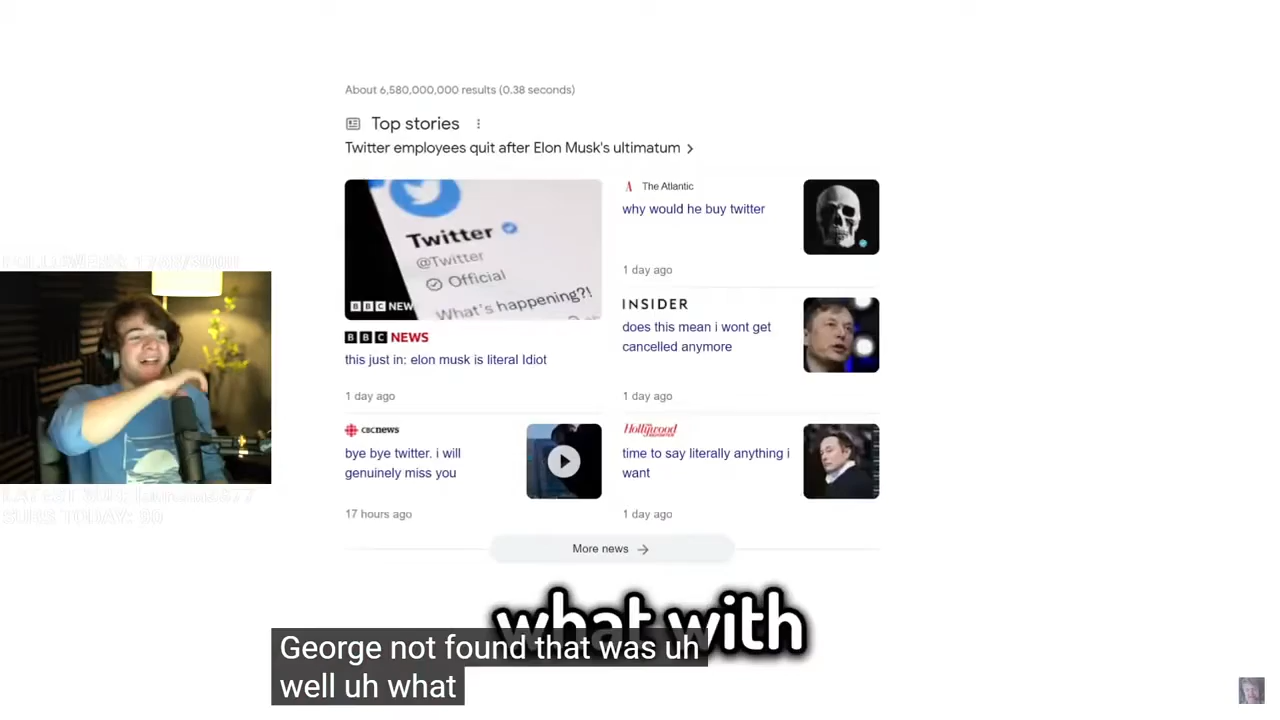 About 6,580,000,000 results (0.38 seconds)
Top stories
Twitter employees quit after Elon Musk's ultimatum
Twitter
@Twitter
Official
What's happening?!
BBC NEW
BBC NEWS
this just in: elon musk is literal Idiot
1 day ago
The Atlantic
why would he buy twitter
1 day ago
INSIDER
does this mean i wont get
cancelled anymore
1 day ago
CBCNEWS
bye bye twitter. i will
genuinely miss you
17 hours ago
Hollywood
REPORTER
time to say literally anything i
want
1 day ago
More news
what with
George not found that was uh
well uh what
SUBS TODAY: